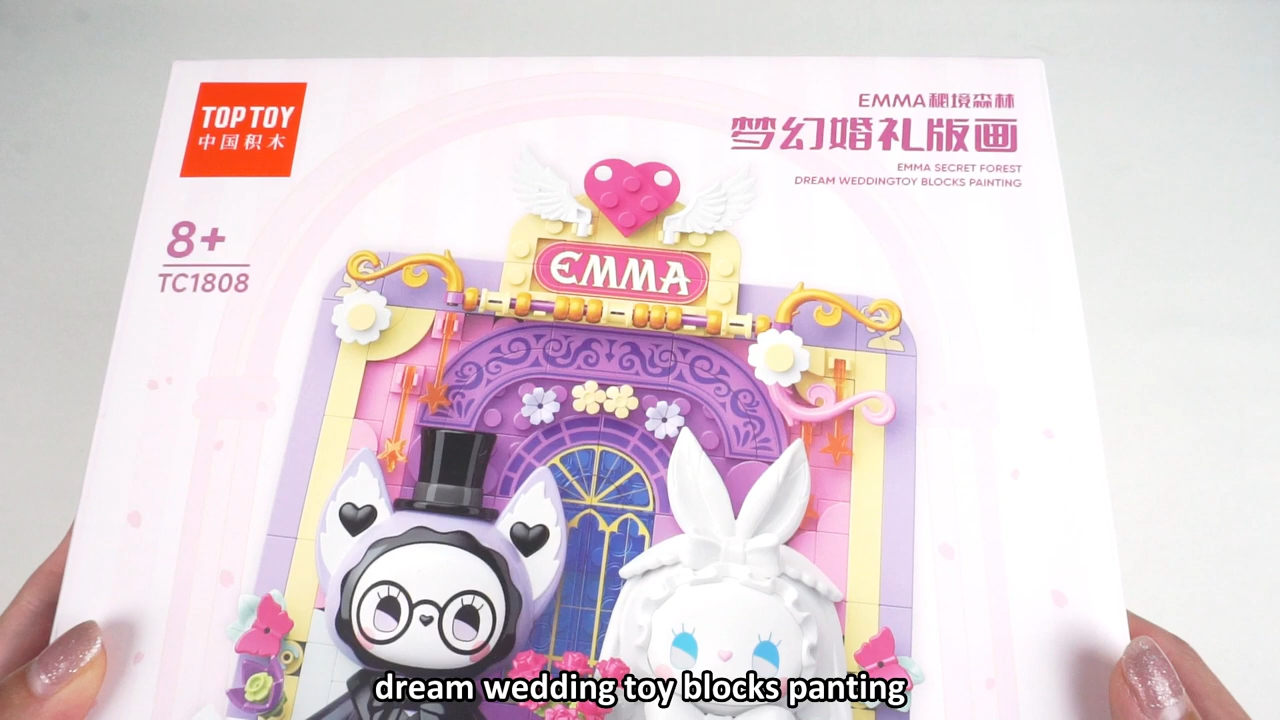 TOP TOY
中国积木
EMMA秘境森林
梦幻婚礼版画
EMMA SECRET FOREST
DREAM WEDDINGTOY BLOCKS PAINTING
8+
TC1808
EMMA
dream wedding toy blocks panting